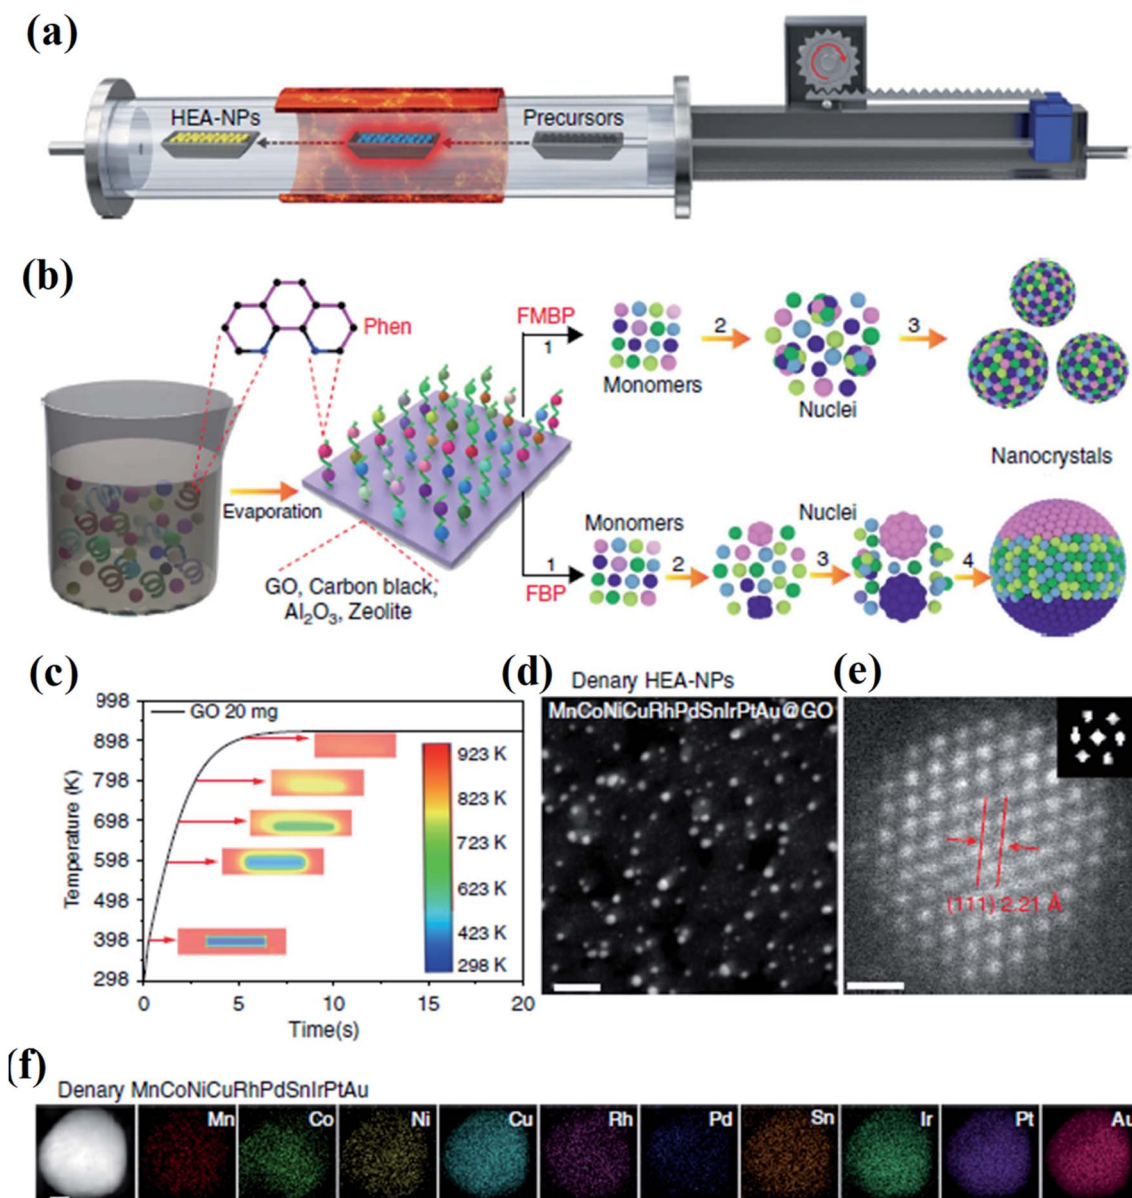 (a)
HEA-NPs
Precursors
(b)
Phen
Evaporation
GO, Carbon black,
Al₂O₃, Zeolite
FMBP
1
Monomers
2
Nuclei
3
Nanocrystals
Monomers
1
FBP
2
Nuclei
3
4
(c)
998
898
798
698
598
498
398
298
Temperature (K)
GO 20 mg
923 K
823 K
723 K
623 K
423 K
298 K
0
5
10
15
20
Time(s)
(d)
Denary HEA-NPs
MnCoNiCuRhPdSnIrPtAu@GO
(e)
(111) 2.21 Å
(f)
Denary MnCoNiCuRhPdSnIrPtAu
Mn
Co
Ni
Cu
Rh
Pd
Sn
Ir
Pt
Au